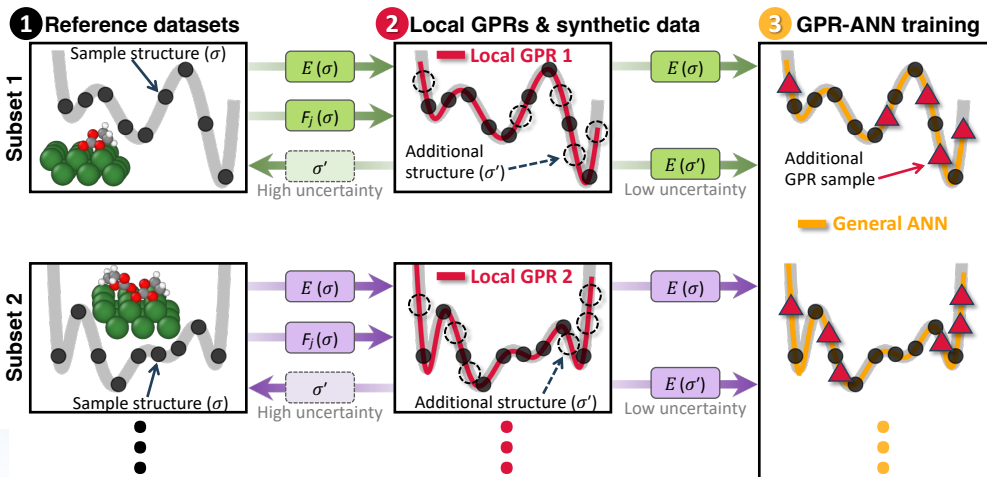 1 Reference datasets
2 Local GPRs & synthetic data
3 GPR-ANN training
Subset 1
Sample structure (σ)
E (σ)
F_j (σ)
σ′
High uncertainty
Local GPR 1
Additional
structure (σ′)
E (σ)
E (σ′)
Low uncertainty
Additional
GPR sample
General ANN
Subset 2
Sample structure (σ)
E (σ)
F_j (σ)
σ′
High uncertainty
Local GPR 2
Additional structure (σ′)
E (σ)
E (σ′)
Low uncertainty